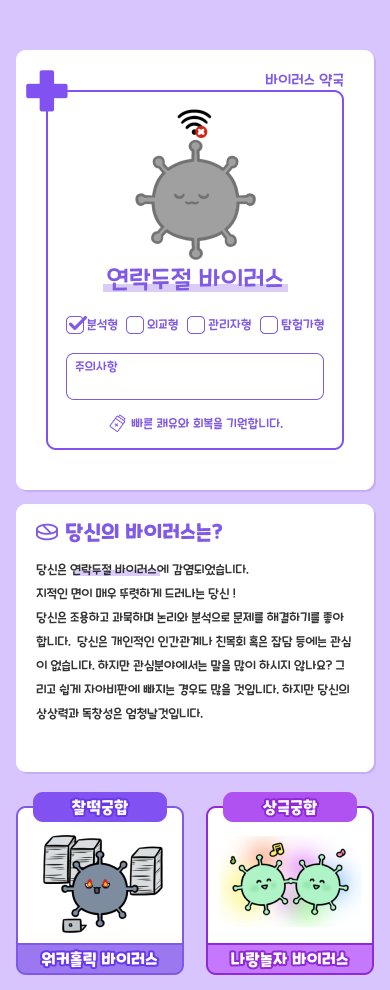 바이러스 약국
연락두절 바이러스
분석형 외교형 관리자형 탐험가형
주의사항
빠른 쾌유와 회복을 기원합니다.
당신의 바이러스는?
당신은 연락두절 바이러스에 감염되었습니다.
지적인 면이 매우 뚜렷하게 드러나는 당신 !
당신은 조용하고 과묵하며 논리와 분석으로 문제를 해결하기를 좋아
합니다. 당신은 개인적인 인간관계나 친목회 혹은 잡담 등에는 관심
이 없습니다. 하지만 관심분야에서는 말을 많이 하시지 않나요? 그
리고 쉽게 자아비판에 빠지는 경우도 많을 것입니다. 하지만 당신의
상상력과 독창성은 엄청날것입니다.
찰떡궁합
상극궁합
워커홀릭 바이러스
나랑놀자 바이러스